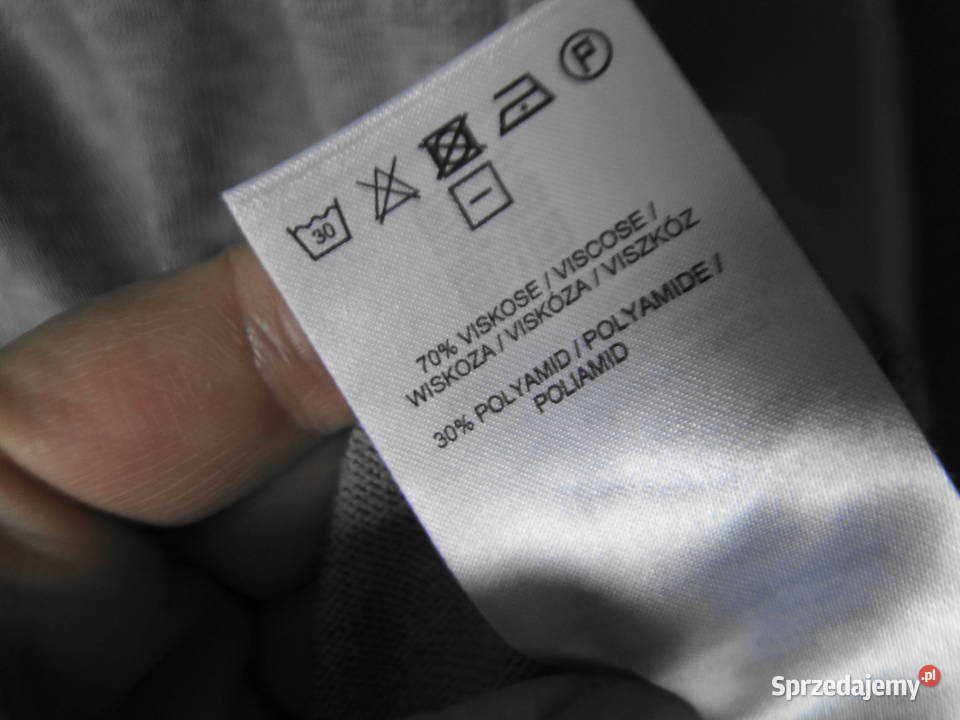 30
P
70% VISKOSE / VISCOSE /
WISKOZA / VISKÓZA / VISZKÓZ
30% POLYAMID / POLYAMIDE /
POLIAMID
Sprzedajemy.pl